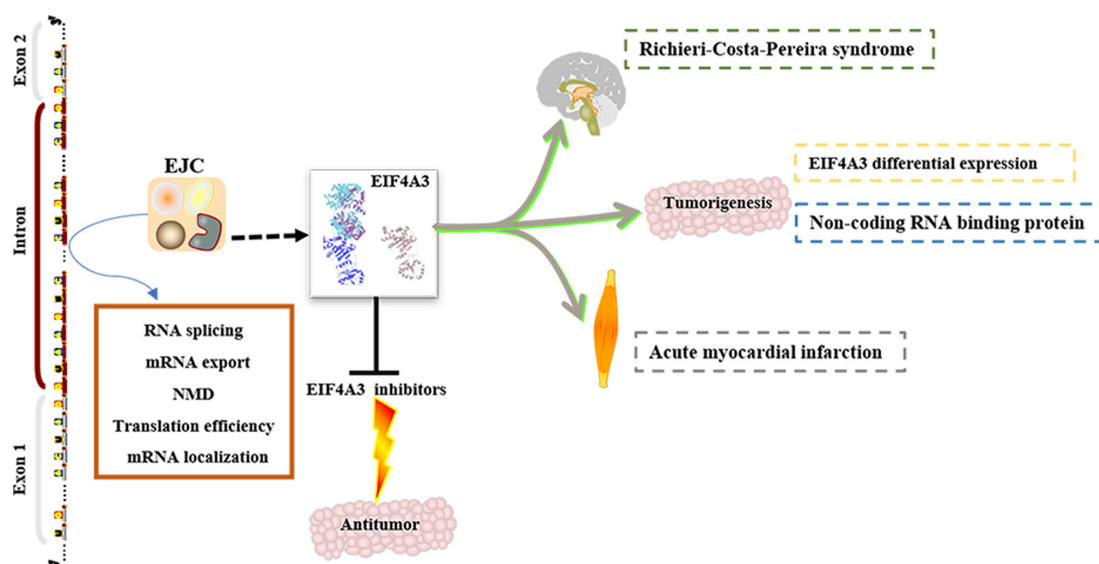 Exon 2
Intron
Exon 1
EJC
RNA splicing
mRNA export
NMD
Translation efficiency
mRNA localization
EIF4A3
EIF4A3 inhibitors
Antitumor
Richieri-Costa-Pereira syndrome
Tumorigenesis
EIF4A3 differential expression
Non-coding RNA binding protein
Acute myocardial infarction